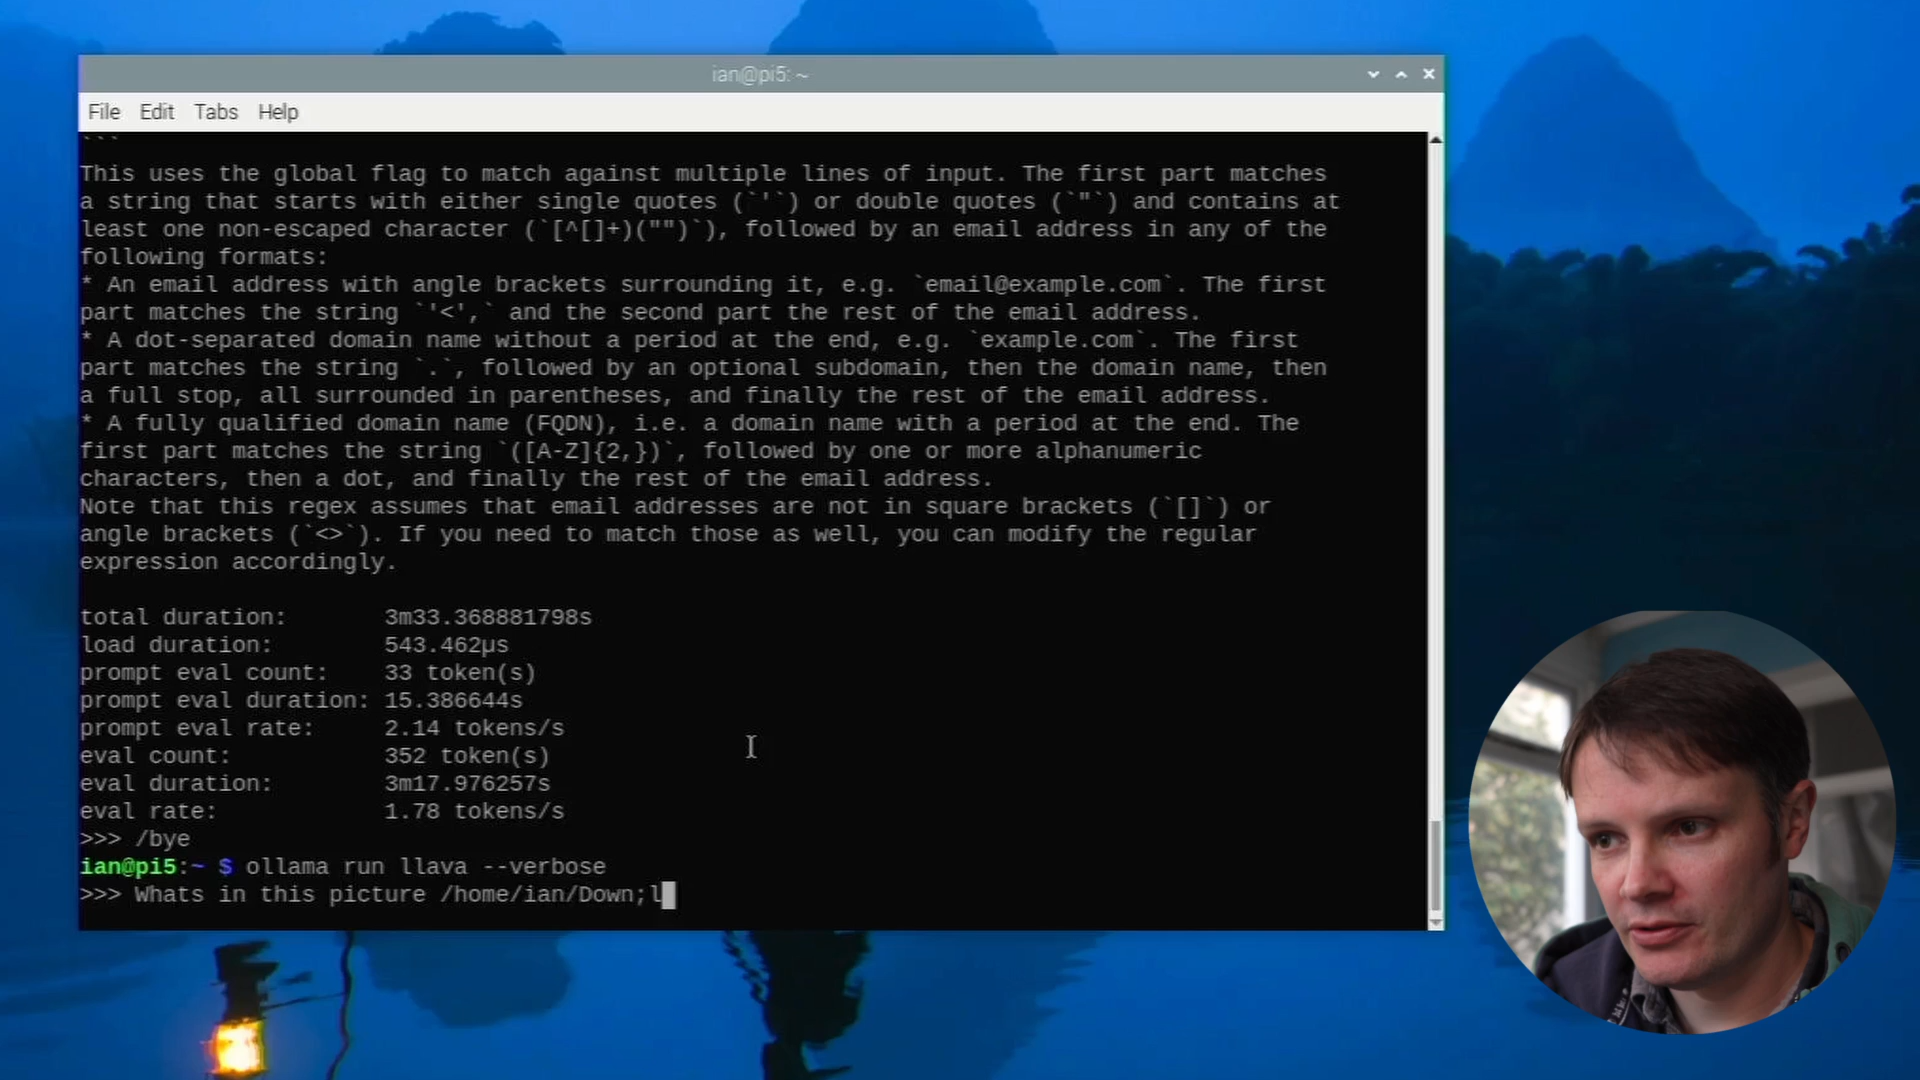 ian@pi5: ~
File Edit Tabs Help
```
This uses the global flag to match against multiple lines of input. The first part matches
a string that starts with either single quotes (`'`) or double quotes (`"`) and contains at
least one non-escaped character (`[^[]+)("")`), followed by an email address in any of the
following formats:
* An email address with angle brackets surrounding it, e.g. `email@example.com`. The first
part matches the string `'<',` and the second part the rest of the email address.
* A dot-separated domain name without a period at the end, e.g. `example.com`. The first
part matches the string `.`, followed by an optional subdomain, then the domain name, then
a full stop, all surrounded in parentheses, and finally the rest of the email address.
* A fully qualified domain name (FQDN), i.e. a domain name with a period at the end. The
first part matches the string `([A-Z]{2,})`, followed by one or more alphanumeric
characters, then a dot, and finally the rest of the email address.
Note that this regex assumes that email addresses are not in square brackets (`[]`) or
angle brackets (`<>`). If you need to match those as well, you can modify the regular
expression accordingly.
total duration: 3m33.368881798s
load duration: 543.462µs
prompt eval count: 33 token(s)
prompt eval duration: 15.386644s
prompt eval rate: 2.14 tokens/s
eval count: 352 token(s)
eval duration: 3m17.976257s
eval rate: 1.78 tokens/s
>>> /bye
ian@pi5:~ $ ollama run llava --verbose
>>> Whats in this picture /home/ian/Down;l